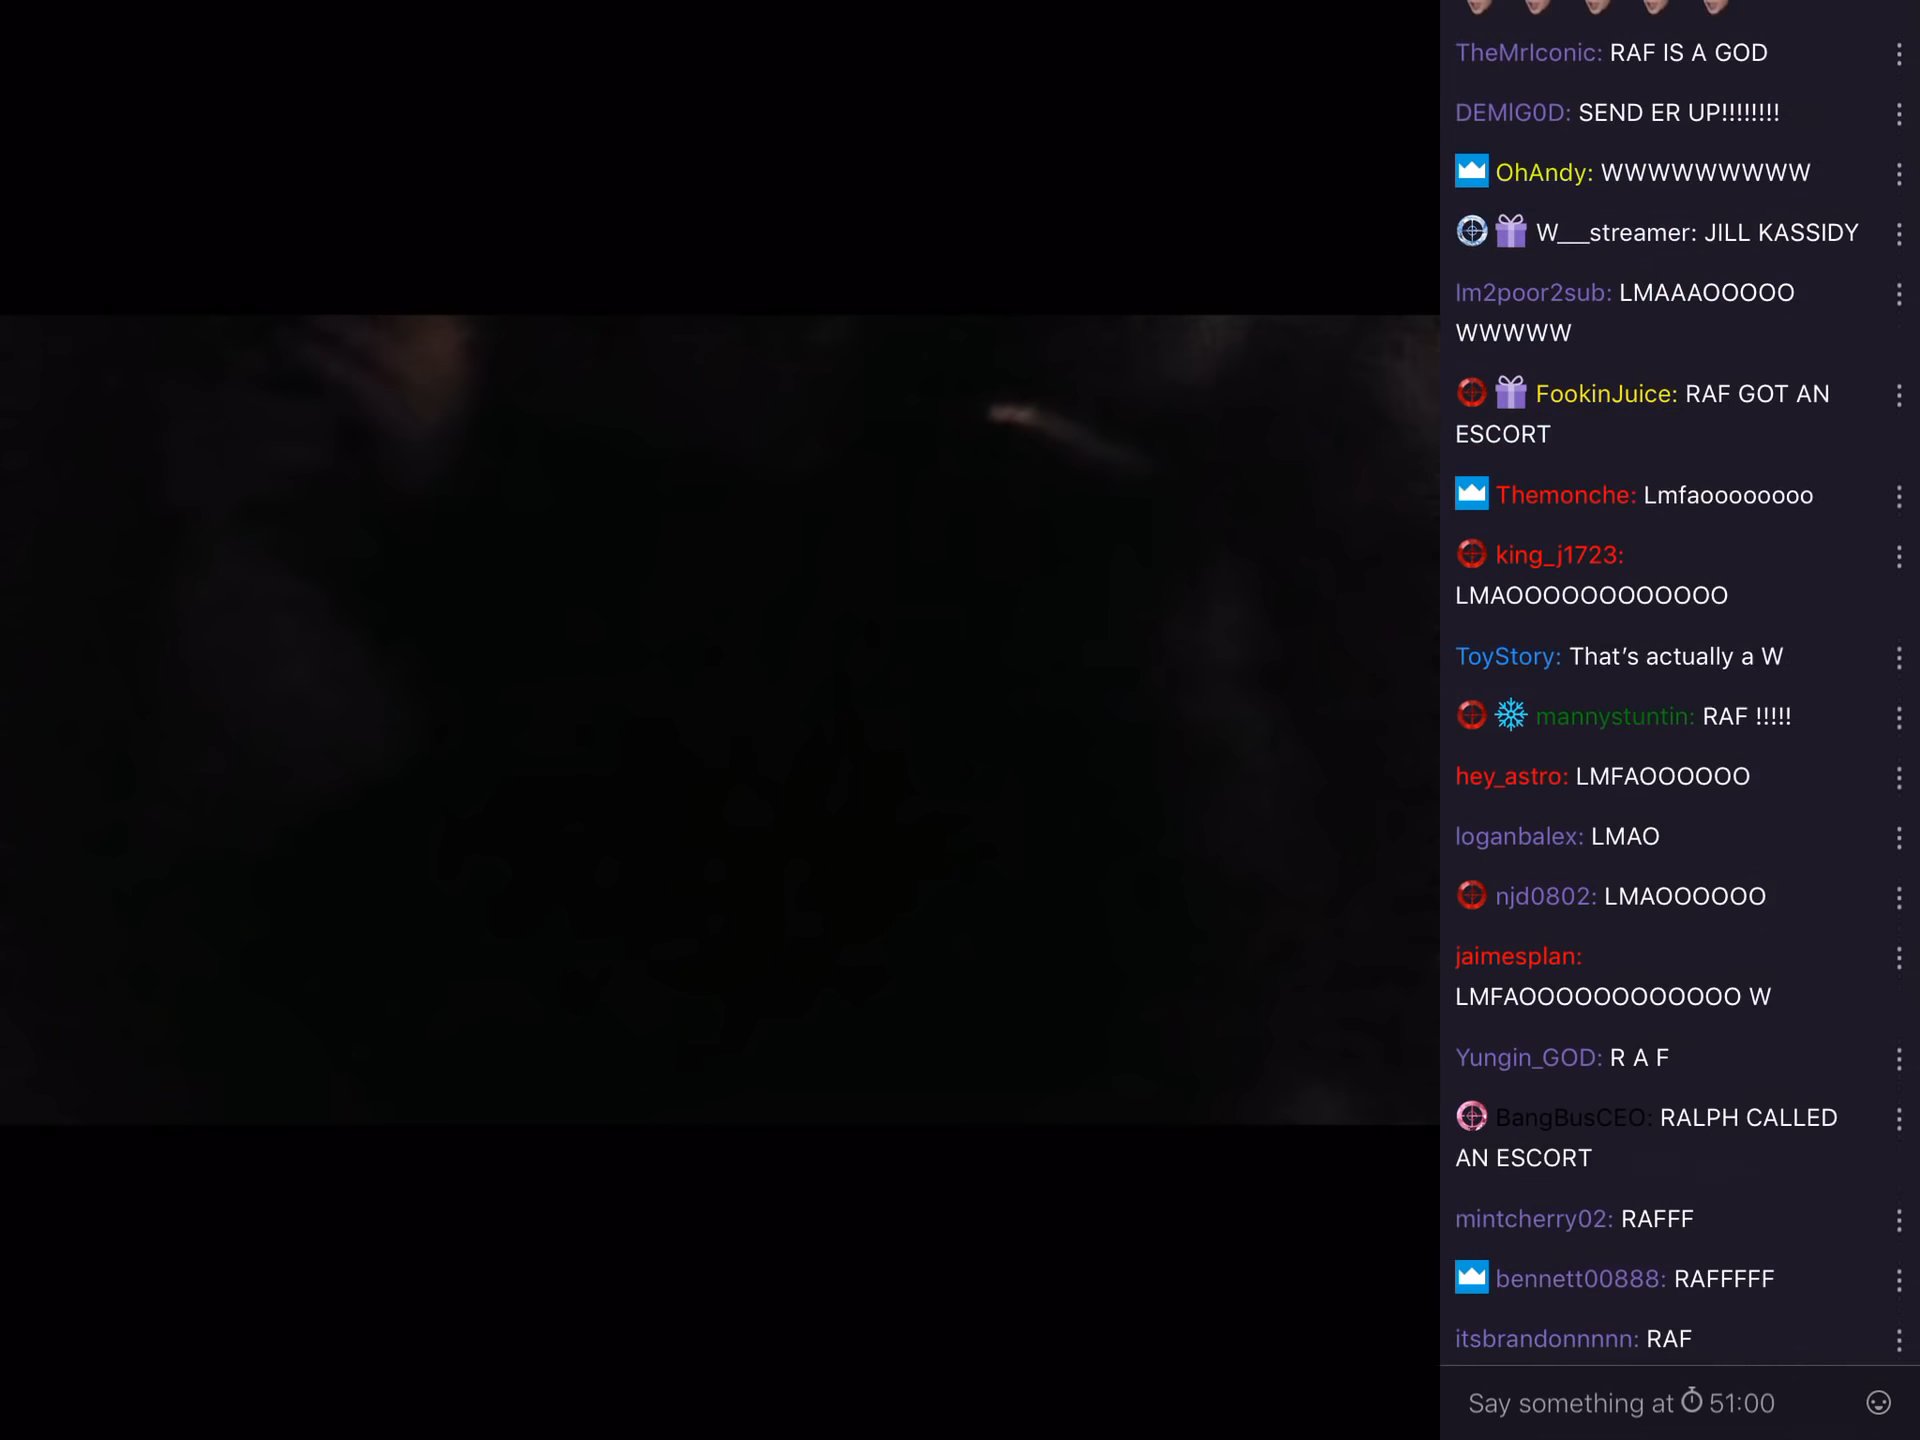 TheMrIconic: RAF IS A GOD
DEMIG0D: SEND ER UP!!!!!!!!
OhAndy: WWWWWWWWW
W___streamer: JILL KASSIDY
Im2poor2sub: LMAAAOOOOO
WWWWW
FookinJuice: RAF GOT AN
ESCORT
Themonche: Lmfaoooooooo
king_j1723:
LMAOOOOOOOOOOOO
ToyStory: That’s actually a W
mannystuntin: RAF !!!!!
hey_astro: LMFAOOOOOO
loganbalex: LMAO
njd0802: LMAOOOOOO
jaimesplan:
LMFAOOOOOOOOOOOO W
Yungin_GOD: R A F
BangBusCEO: RALPH CALLED
AN ESCORT
mintcherry02: RAFFF
bennett00888: RAFFFFF
itsbrandonnnnn: RAF
Say something at 51:00